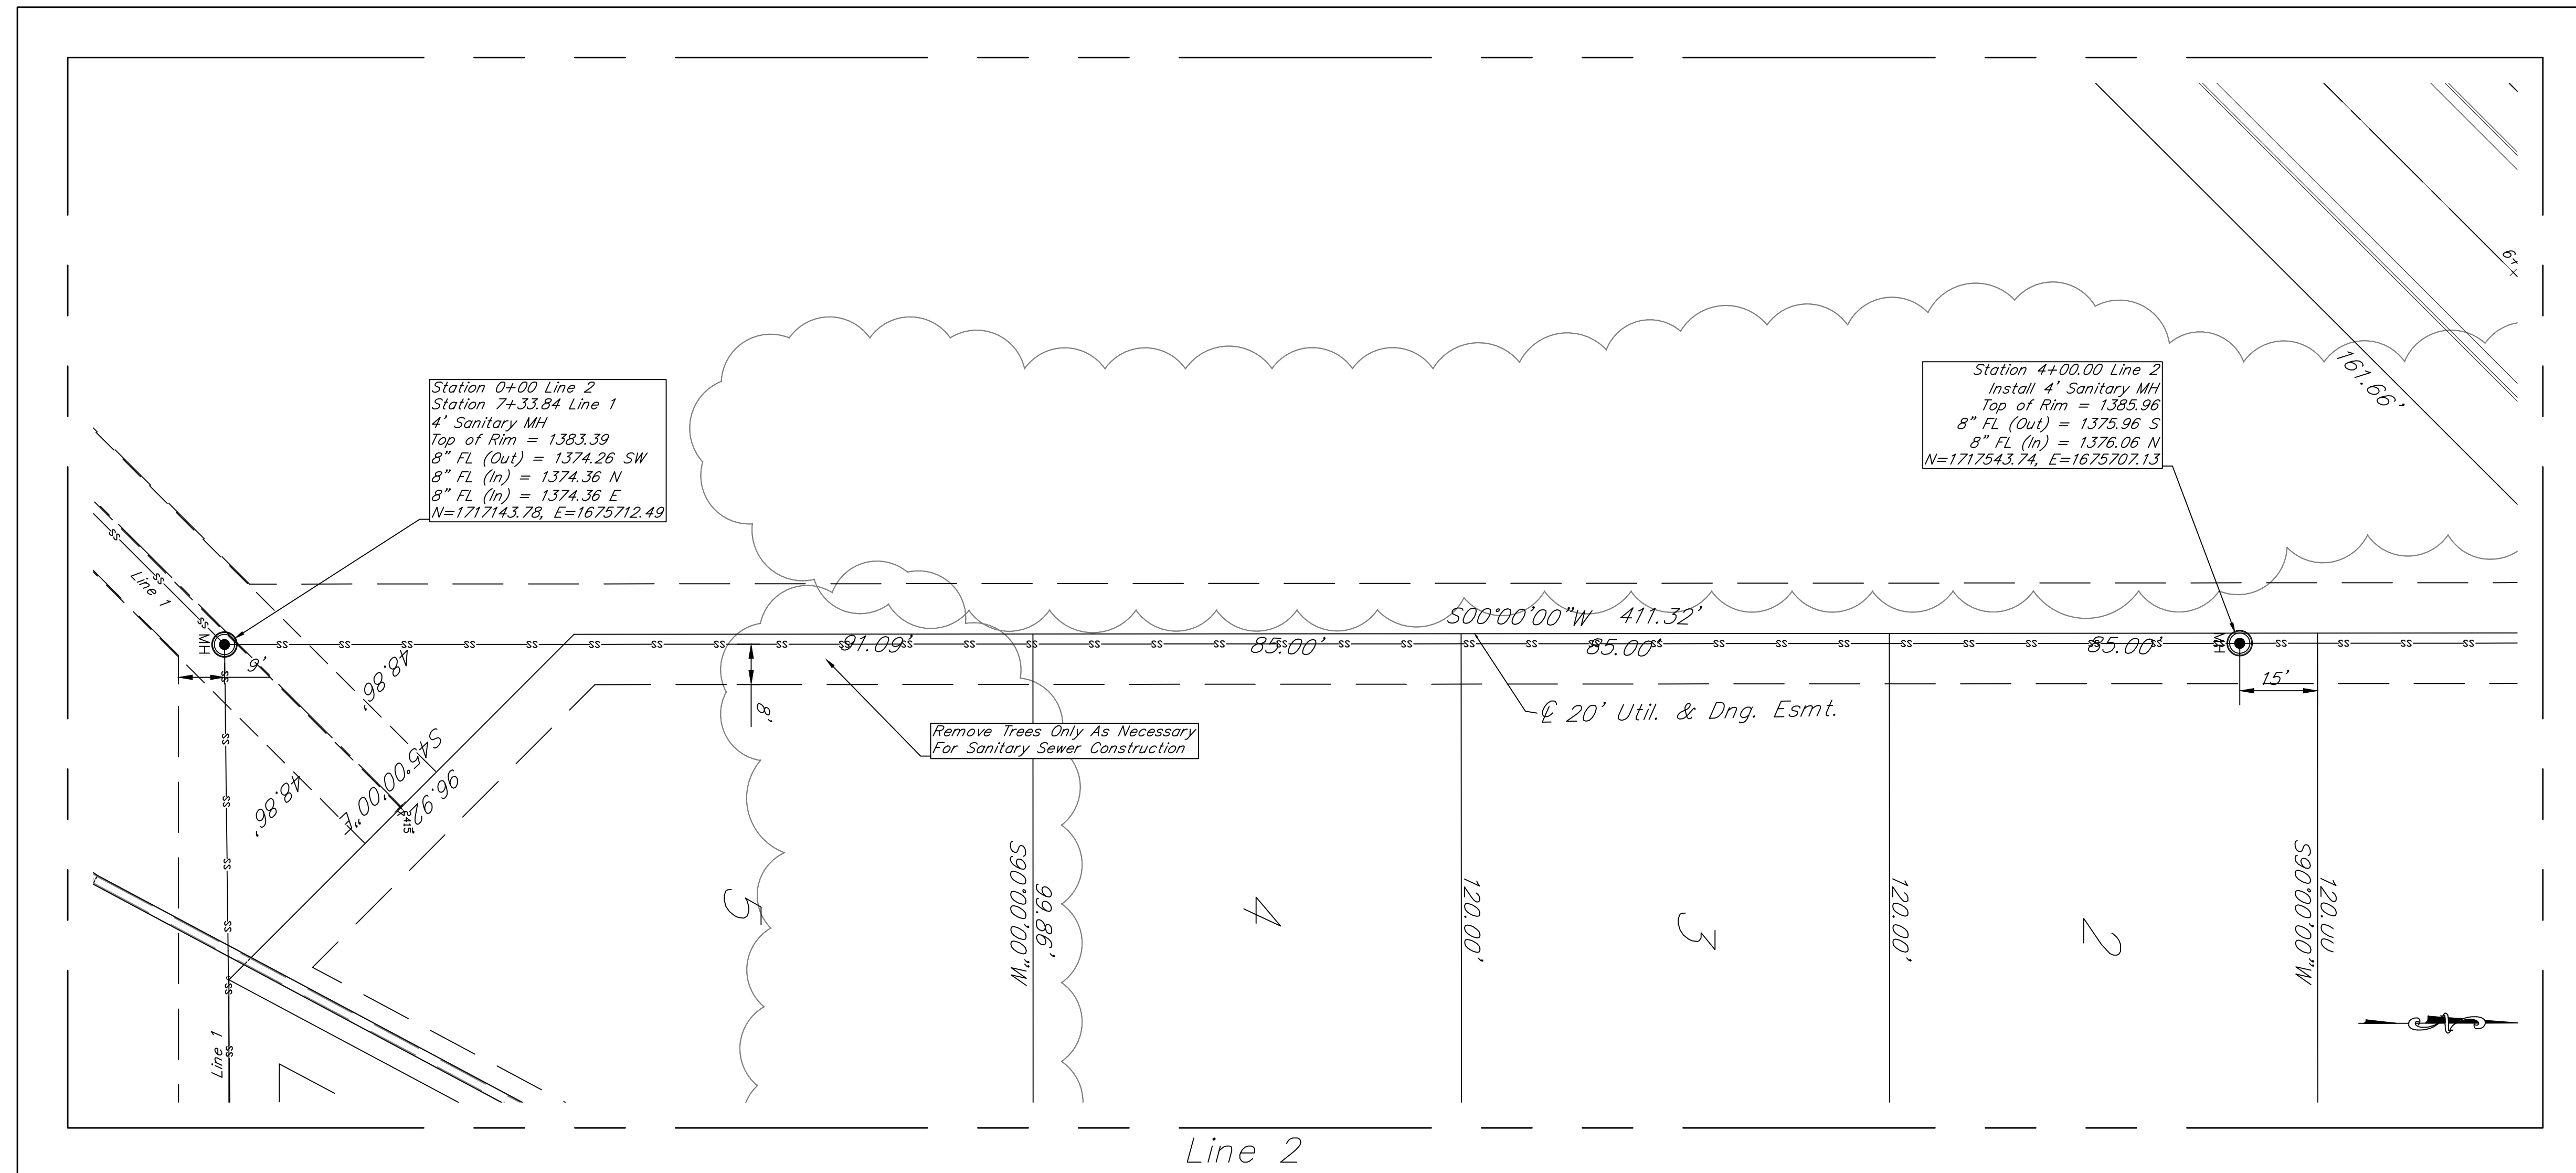 Station 0+00 Line 2
Station 7+33.84 Line 1
4' Sanitary MH
Top of Rim = 1383.39
8" FL (Out) = 1374.26 SW
8" FL (In) = 1374.36 N
8" FL (In) = 1374.36 E
N=1717143.78, E=1675712.49
Station 4+00.00 Line 2
Install 4' Sanitary MH
Top of Rim = 1385.96
8" FL (Out) = 1375.96 S
8" FL (In) = 1376.06 N
N=1717543.74, E=1675707.13
161.66'
Line 1
MH
9'
48.86'
48.86'
S45°00'00"E
96.92'
2415
S00°00'00"W 411.32'
91.09'
85.00'
85.00'
85.00'
MH
15'
8'
Remove Trees Only As Necessary
For Sanitary Sewer Construction
℄ 20' Util. & Dng. Esmt.
S90°00'00"W
99.86'
120.00'
120.00'
S90°00'00"W
120.00
5
4
3
2
Line 1
Line 2